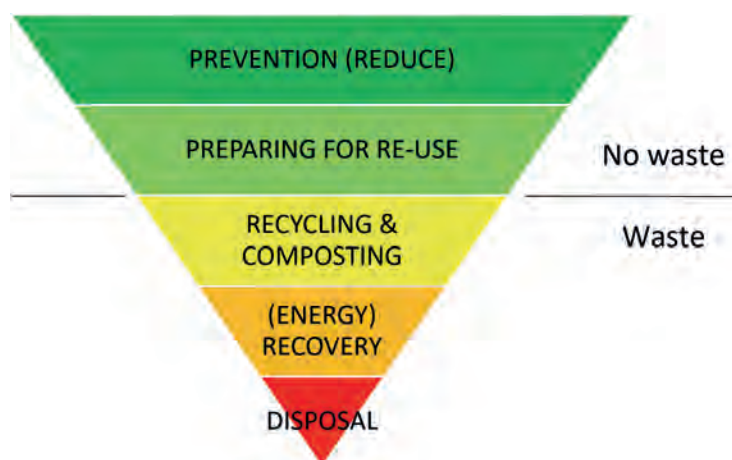 PREVENTION (REDUCE)
PREPARING FOR RE-USE
No waste
RECYCLING &
COMPOSTING
Waste
(ENERGY)
RECOVERY
DISPOSAL